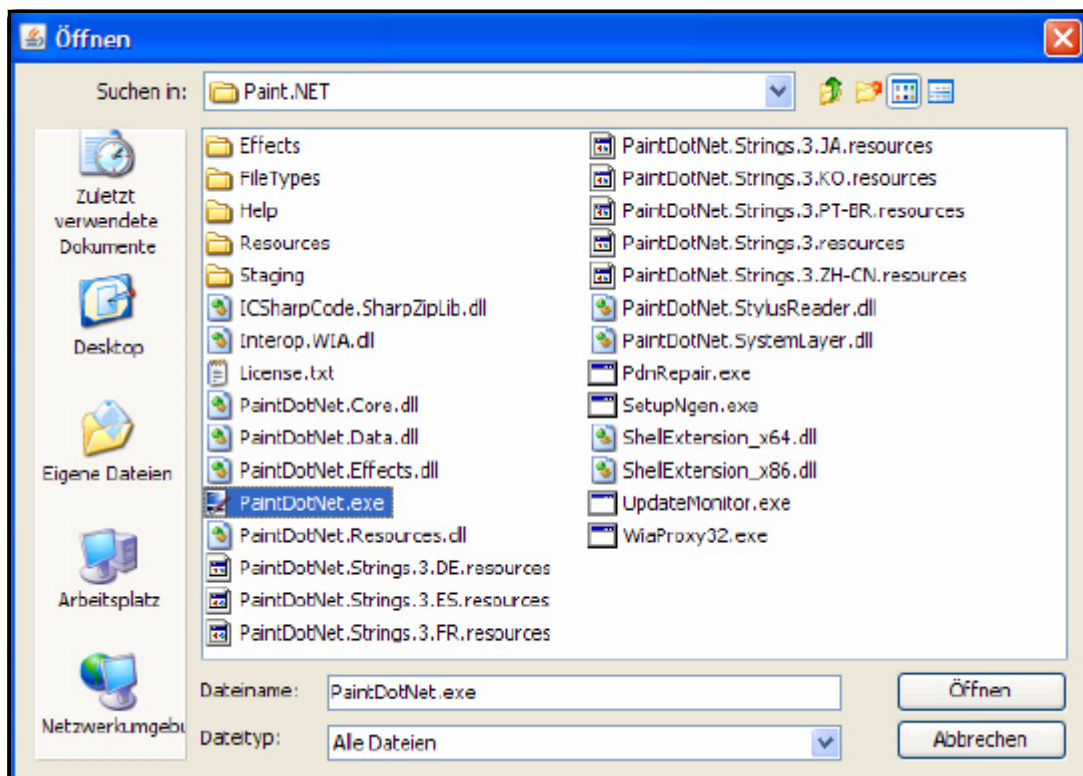 Öffnen
Suchen in: Paint.NET
Zuletzt
verwendete
Dokumente
Desktop
Eigene Dateien
Arbeitsplatz
Netzwerkumgebu
Effects
FileTypes
Help
Resources
Staging
ICSharpCode.SharpZipLib.dll
Interop.WIA.dll
License.txt
PaintDotNet.Core.dll
PaintDotNet.Data.dll
PaintDotNet.Effects.dll
PaintDotNet.exe
PaintDotNet.Resources.dll
PaintDotNet.Strings.3.DE.resources
PaintDotNet.Strings.3.ES.resources
PaintDotNet.Strings.3.FR.resources
PaintDotNet.Strings.3.JA.resources
PaintDotNet.Strings.3.KO.resources
PaintDotNet.Strings.3.PT-BR.resources
PaintDotNet.Strings.3.resources
PaintDotNet.Strings.3.ZH-CN.resources
PaintDotNet.StylusReader.dll
PaintDotNet.SystemLayer.dll
PdnRepair.exe
SetupNgen.exe
ShellExtension_x64.dll
ShellExtension_x86.dll
UpdateMonitor.exe
WiaProxy32.exe
Dateiname: PaintDotNet.exe Öffnen
Dateityp: Alle Dateien Abbrechen